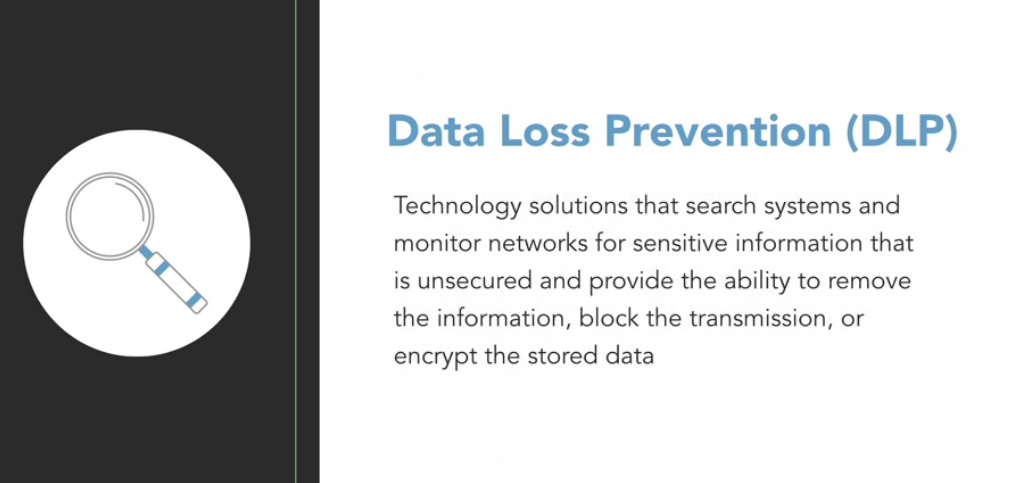 Data Loss Prevention (DLP)
Technology solutions that search systems and
monitor networks for sensitive information that
is unsecured and provide the ability to remove
the information, block the transmission, or
encrypt the stored data